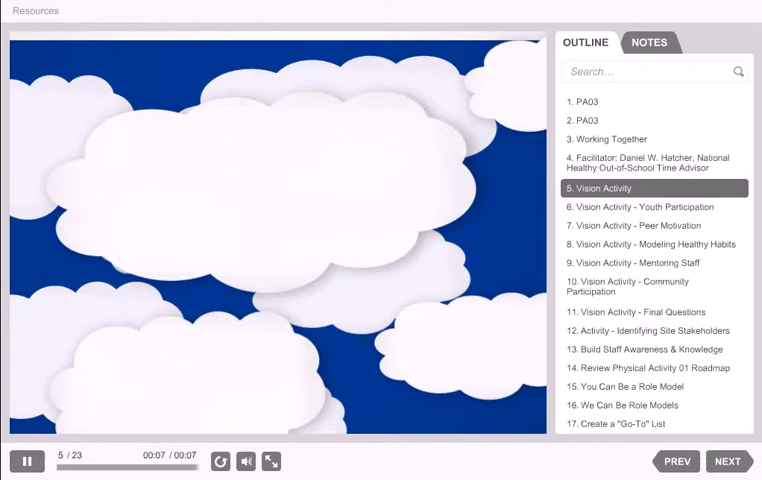 Resources
OUTLINE
NOTES
Search...
1. PA03
2. PA03
3. Working Together
4. Facilitator: Daniel W. Hatcher, National
Healthy Out-of-School Time Advisor
5. Vision Activity
6. Vision Activity - Youth Participation
7. Vision Activity - Peer Motivation
8. Vision Activity - Modeling Healthy Habits
9. Vision Activity - Mentoring Staff
10. Vision Activity - Community
Participation
11. Vision Activity - Final Questions
12. Activity - Identifying Site Stakeholders
13. Build Staff Awareness & Knowledge
14. Review Physical Activity 01 Roadmap
15. You Can Be a Role Model
16. We Can Be Role Models
17. Create a "Go-To" List
5 / 23
00:07 / 00:07
PREV
NEXT